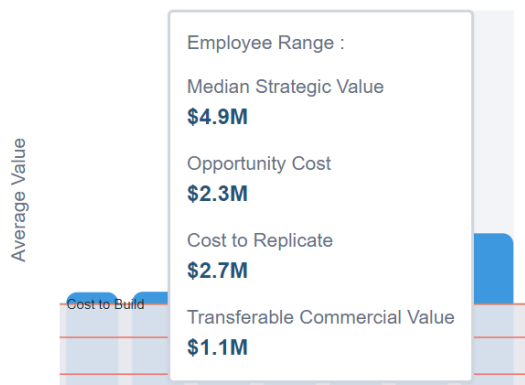 Average Value
Employee Range :
Median Strategic Value
$4.9M
Opportunity Cost
$2.3M
Cost to Replicate
$2.7M
Transferable Commercial Value
$1.1M
Cost to Build